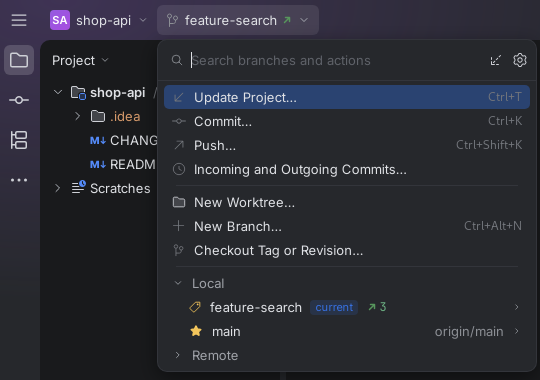 SA shop-api feature-search
Project
Search branches and actions
shop-api /
.idea
M↓ CHANG
M↓ READM
Scratches
Update Project... Ctrl+T
Commit... Ctrl+K
Push... Ctrl+Shift+K
Incoming and Outgoing Commits...
New Worktree...
New Branch... Ctrl+Alt+N
Checkout Tag or Revision...
Local
feature-search current 3
main origin/main
Remote